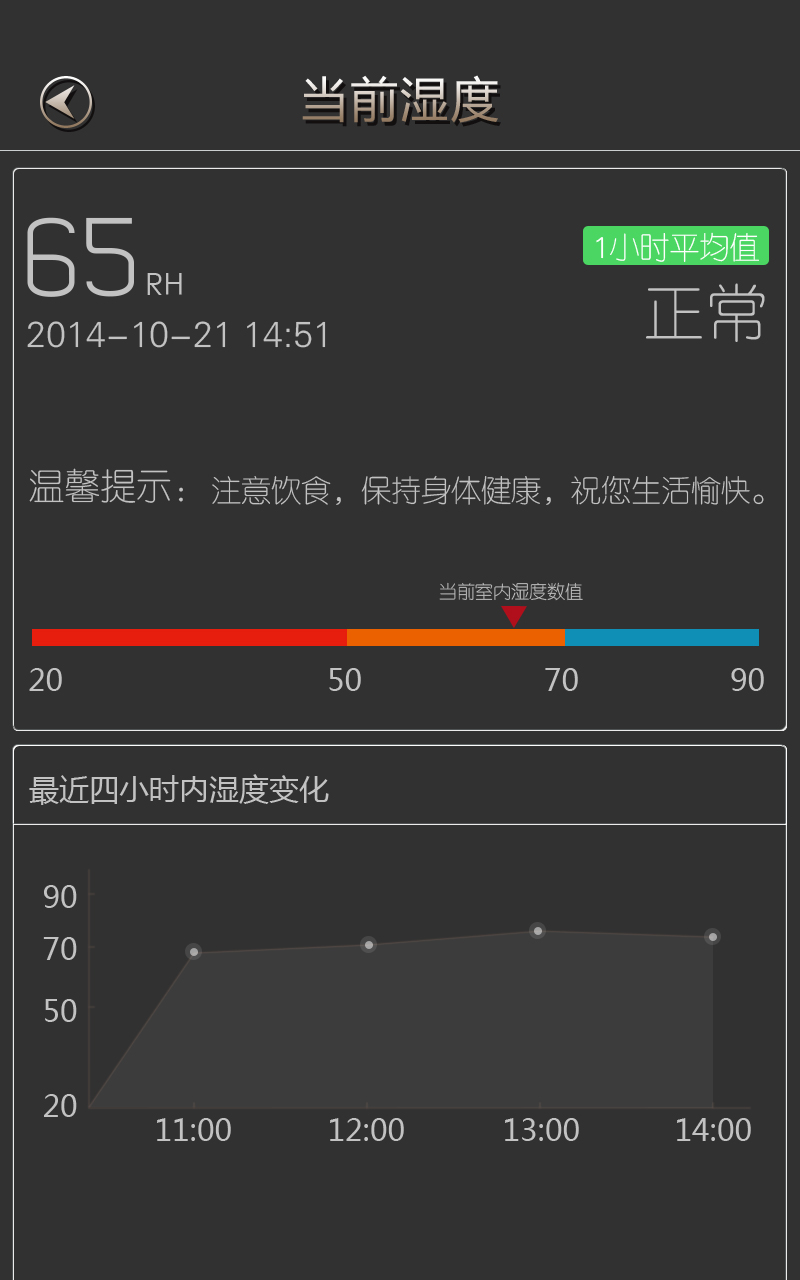 当前湿度
65 RH
1小时平均值
正常
2014-10-21 14:51
温馨提示： 注意饮食，保持身体健康，祝您生活愉快。
当前室内湿度数值
20 50 70 90
最近四小时内湿度变化
90
70
50
20
11:00 12:00 13:00 14:00